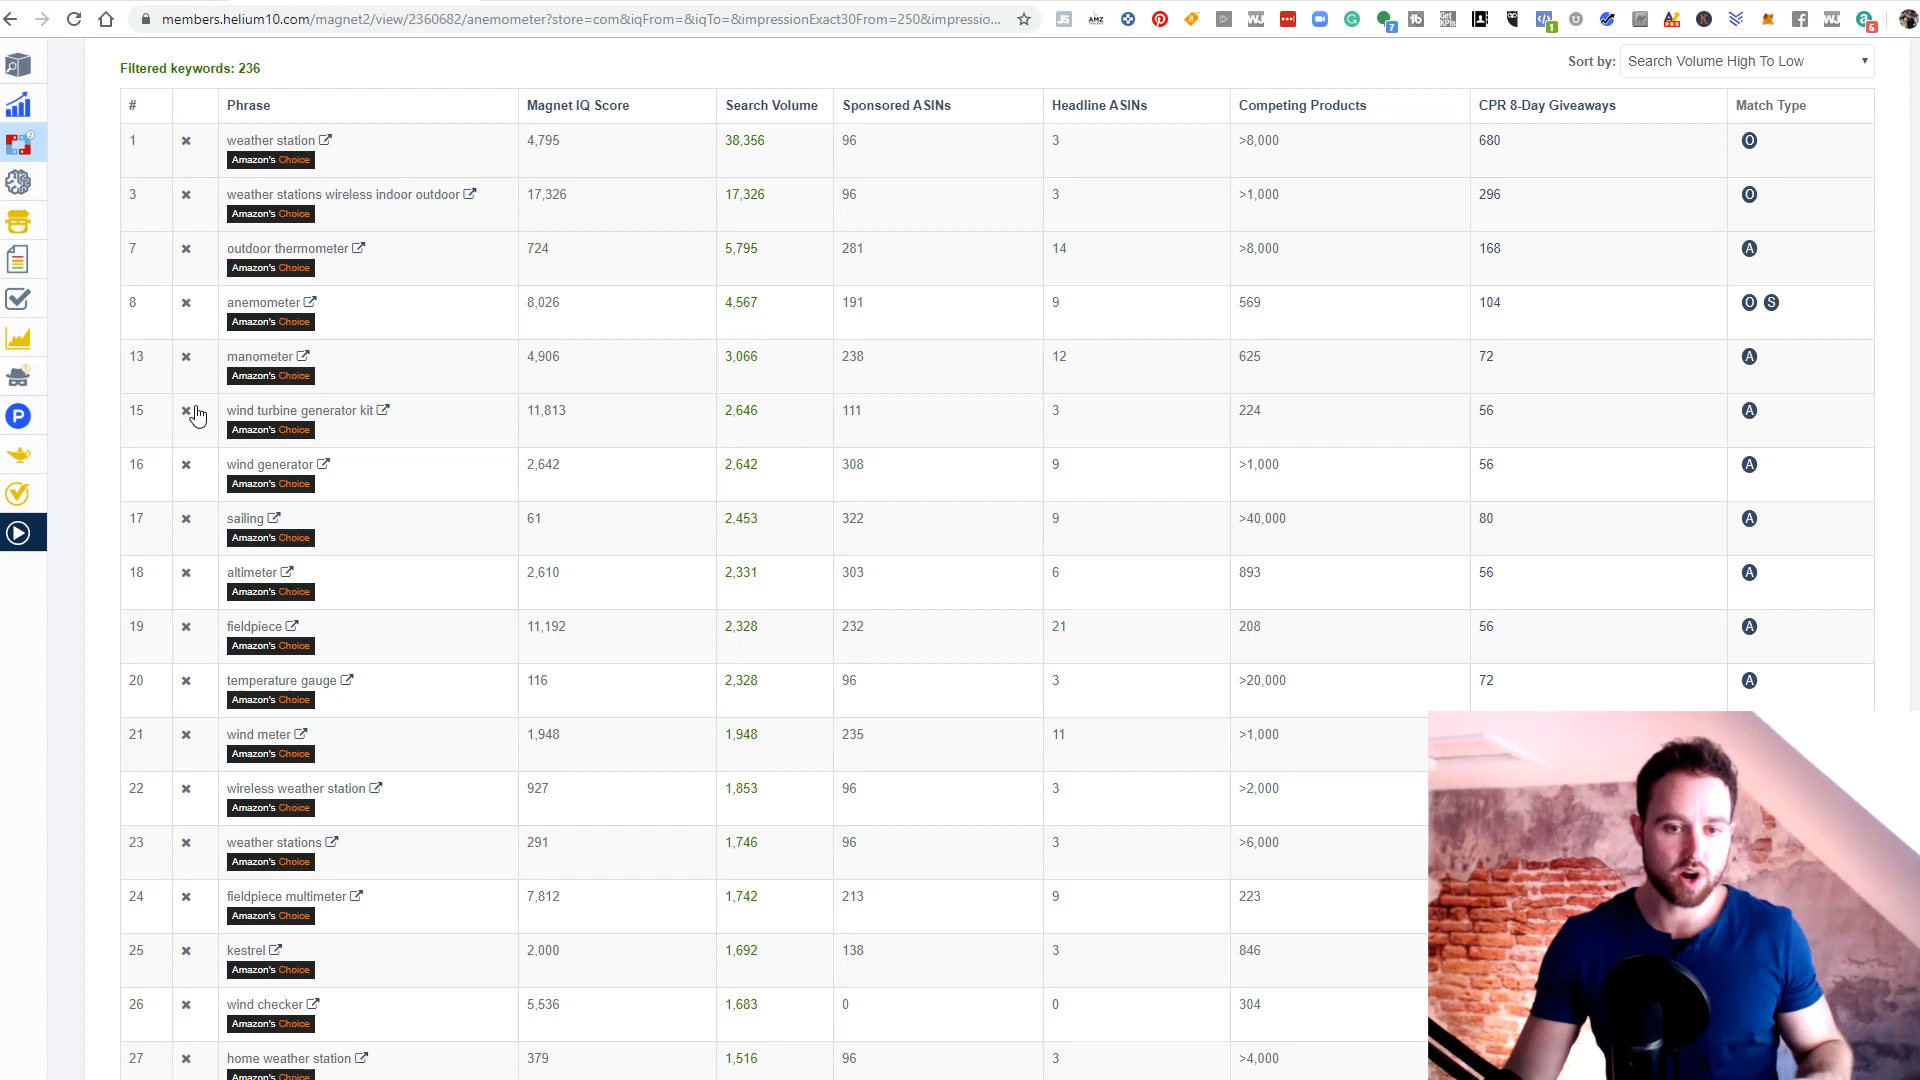 members.helium10.com/magnet2/view/2360682/anemometer?store=com&iqFrom=&iqTo=&impressionExact30From=250&impressio...
Filtered keywords: 236
Sort by: Search Volume High To Low
# Phrase Magnet IQ Score Search Volume Sponsored ASINs Headline ASINs Competing Products CPR 8-Day Giveaways Match Type
1 weather station 4,795 38,356 96 3 >8,000 680 O
Amazon's Choice
3 weather stations wireless indoor outdoor 17,326 17,326 96 3 >1,000 296 O
Amazon's Choice
7 outdoor thermometer 724 5,795 281 14 >8,000 168 A
Amazon's Choice
8 anemometer 8,026 4,567 191 9 569 104 O S
Amazon's Choice
13 manometer 4,906 3,066 238 12 625 72 A
Amazon's Choice
15 wind turbine generator kit 11,813 2,646 111 3 224 56 A
Amazon's Choice
16 wind generator 2,642 2,642 308 9 >1,000 56 A
Amazon's Choice
17 sailing 61 2,453 322 9 >40,000 80 A
Amazon's Choice
18 altimeter 2,610 2,331 303 6 893 56 A
Amazon's Choice
19 fieldpiece 11,192 2,328 232 21 208 56 A
Amazon's Choice
20 temperature gauge 116 2,328 96 3 >20,000 72 A
Amazon's Choice
21 wind meter 1,948 1,948 235 11 >1,000
Amazon's Choice
22 wireless weather station 927 1,853 96 3 >2,000
Amazon's Choice
23 weather stations 291 1,746 96 3 >6,000
Amazon's Choice
24 fieldpiece multimeter 7,812 1,742 213 9 223
Amazon's Choice
25 kestrel 2,000 1,692 138 3 846
Amazon's Choice
26 wind checker 5,536 1,683 0 0 304
Amazon's Choice
27 home weather station 379 1,516 96 3 >4,000
Amazon's Choice